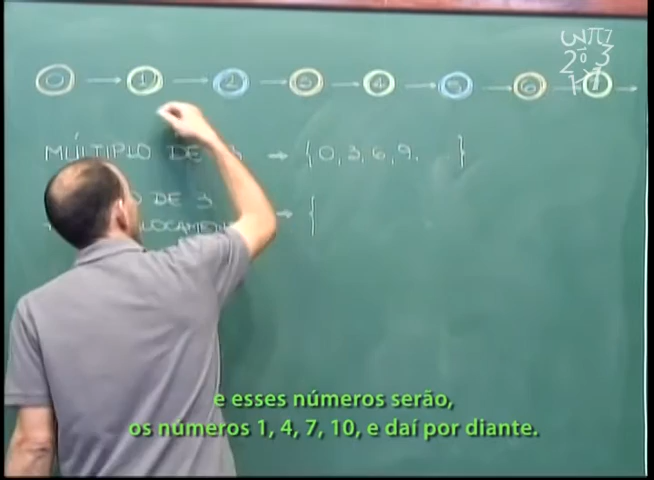 0 → 1 → 2 → 3 → 4 → 5 → 6 → 7 →
MÚLTIPLO DE 3 → {0, 3, 6, 9. }
DE 3
→ {
e esses números serão,
os números 1, 4, 7, 10, e daí por diante.